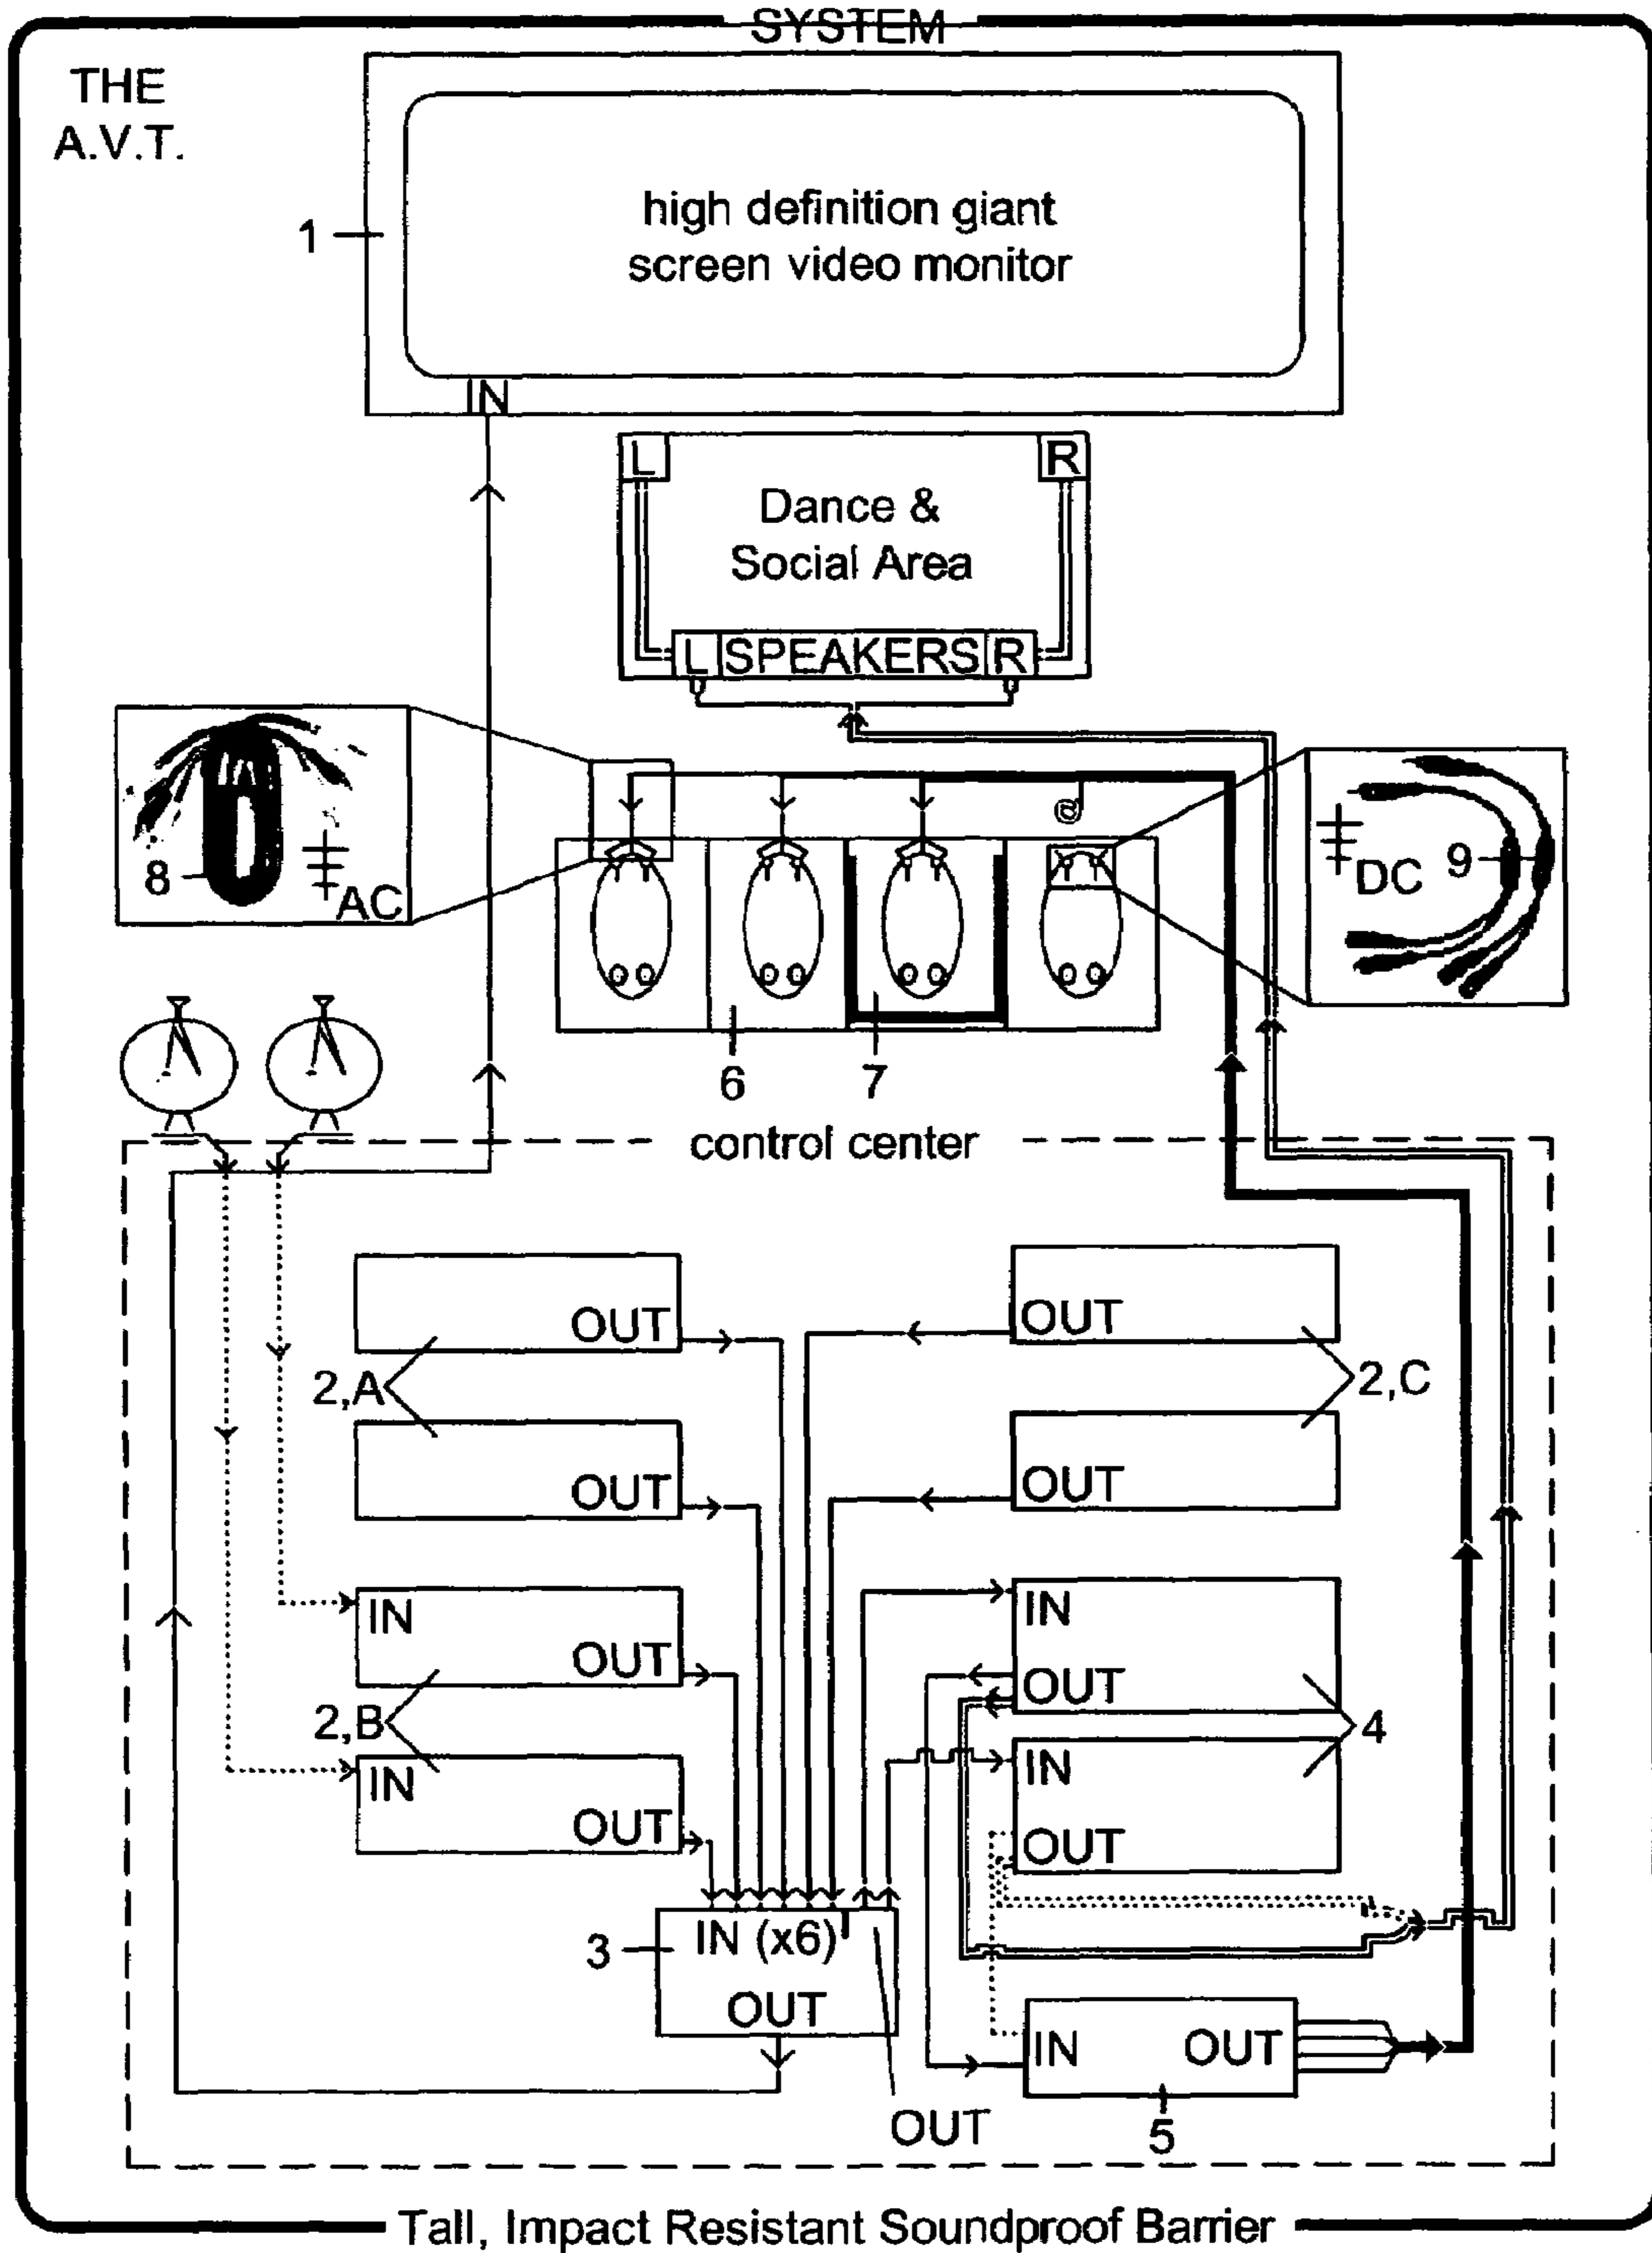 SYSTEM
THE
A.V.T.
high definition giant
screen video monitor
1
IN
L
R
Dance &
Social Area
L SPEAKERS R
8
AC
@
DC
9
6
7
control center
OUT
OUT
2,A
2,C
OUT
OUT
IN
OUT
IN
OUT
2,B
4
IN
OUT
IN
OUT
3
IN (x6)
OUT
IN
OUT
OUT
5
Tall, Impact Resistant Soundproof Barrier